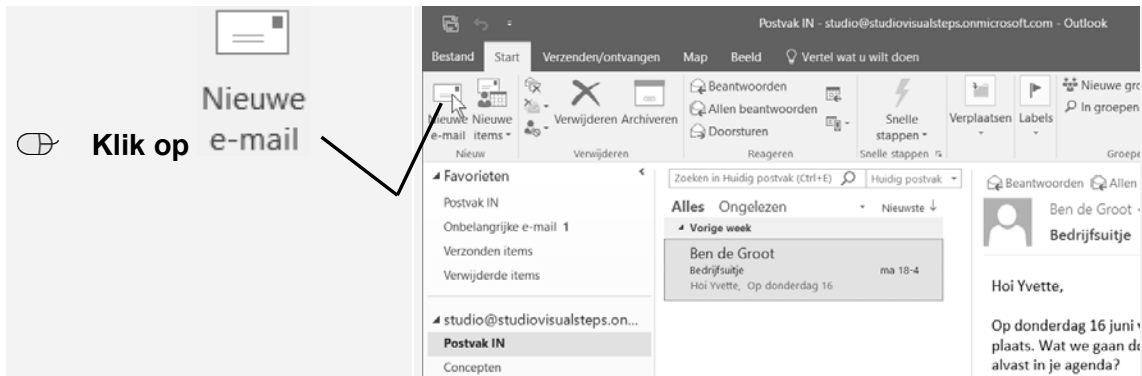 Nieuwe
Klik op e-mail
Postvak IN - studio@studiovisualsteps.onmicrosoft.com - Outlook
Bestand Start Verzenden/ontvangen Map Beeld Vertel wat u wilt doen
Nieuwe e-mail
Nieuwe items
Nieuw
Verwijderen Archiveren
Verwijderen
Beantwoorden
Allen beantwoorden
Doorsturen
Reageren
Snelle stappen
Snelle stappen
Verplaatsen
Labels
Nieuwe gro
In groepen
Groepe
Favorieten
Postvak IN
Onbelangrijke e-mail 1
Verzonden items
Verwijderde items
studio@studiovisualsteps.on...
Postvak IN
Concepten
Zoeken in Huidig postvak (Ctrl+E) Huidig postvak
Alles Ongelezen Nieuwste
Vorige week
Ben de Groot
Bedrijfsuitje ma 18-4
Hoi Yvette, Op donderdag 16
Beantwoorden Allen
Ben de Groot
Bedrijfsuitje
Hoi Yvette,
Op donderdag 16 juni
plaats. Wat we gaan do
alvast in je agenda?